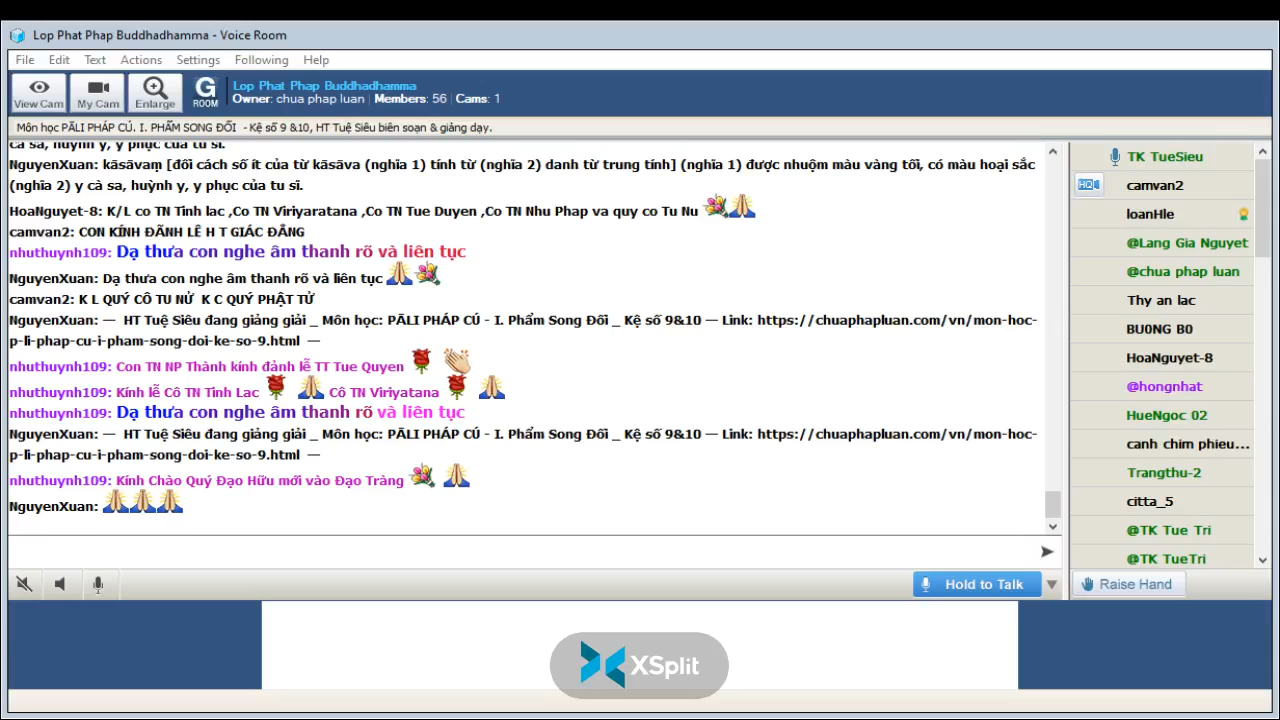 Lop Phat Phap Buddhadhamma - Voice Room
File Edit Text Actions Settings Following Help
View Cam My Cam Enlarge G ROOM
Lop Phat Phap Buddhadhamma
Owner: chua phap luan | Members: 56 | Cams: 1
Môn học PĀLI PHÁP CÚ. I. PHẨM SONG ĐỐI - Kệ số 9 &10, HT Tuệ Siêu biên soạn & giảng dạy.
cà sa, huỳnh y, y phục của tu sĩ.
NguyenXuan: kāsāvaṃ [đối cách số ít của từ kāsāva (nghĩa 1) tính từ (nghĩa 2) danh từ trung tính] (nghĩa 1) được nhuộm màu vàng tối, có màu hoại sắc
(nghĩa 2) y cà sa, huỳnh y, y phục của tu sĩ.
HoaNguyet-8: K/L co TN Tinh lac ,Co TN Viriyaratana ,Co TN Tue Duyen ,Co TN Nhu Phap va quy co Tu Nu
camvan2: CON KÍNH ĐÃNH LÊ H T GIÁC ĐẲNG
nhuthuynh109: Dạ thưa con nghe âm thanh rõ và liên tục
NguyenXuan: Dạ thưa con nghe âm thanh rõ và liên tục
camvan2: K L QUÝ CÔ TU NỬ K C QUÝ PHẬT TỬ
NguyenXuan: — HT Tuệ Siêu đang giảng giải _ Môn học: PĀLI PHÁP CÚ - I. Phẩm Song Đối _ Kệ số 9&10 — Link: https://chuaphapluan.com/vn/mon-hoc-
p-li-phap-cu-i-pham-song-doi-ke-so-9.html —
nhuthuynh109: Con TN NP Thành kính đảnh lễ TT Tue Quyen
nhuthuynh109: Kính lễ Cô TN Tinh Lac Cô TN Viriyatana
nhuthuynh109: Dạ thưa con nghe âm thanh rõ và liên tục
NguyenXuan: — HT Tuệ Siêu đang giảng giải _ Môn học: PĀLI PHÁP CÚ - I. Phẩm Song Đối _ Kệ số 9&10 — Link: https://chuaphapluan.com/vn/mon-hoc-
p-li-phap-cu-i-pham-song-doi-ke-so-9.html —
nhuthuynh109: Kính Chào Quý Đạo Hữu mới vào Đạo Tràng
NguyenXuan:
Hold to Talk
TK TueSieu
HQ camvan2
loanHle
@Lang Gia Nguyet
@chua phap luan
Thy an lac
BU0NG B0
HoaNguyet-8
@hongnhat
HueNgoc 02
canh chim phieu...
Trangthu-2
citta_5
@TK Tue Tri
@TK TueTri
Raise Hand
XSplit